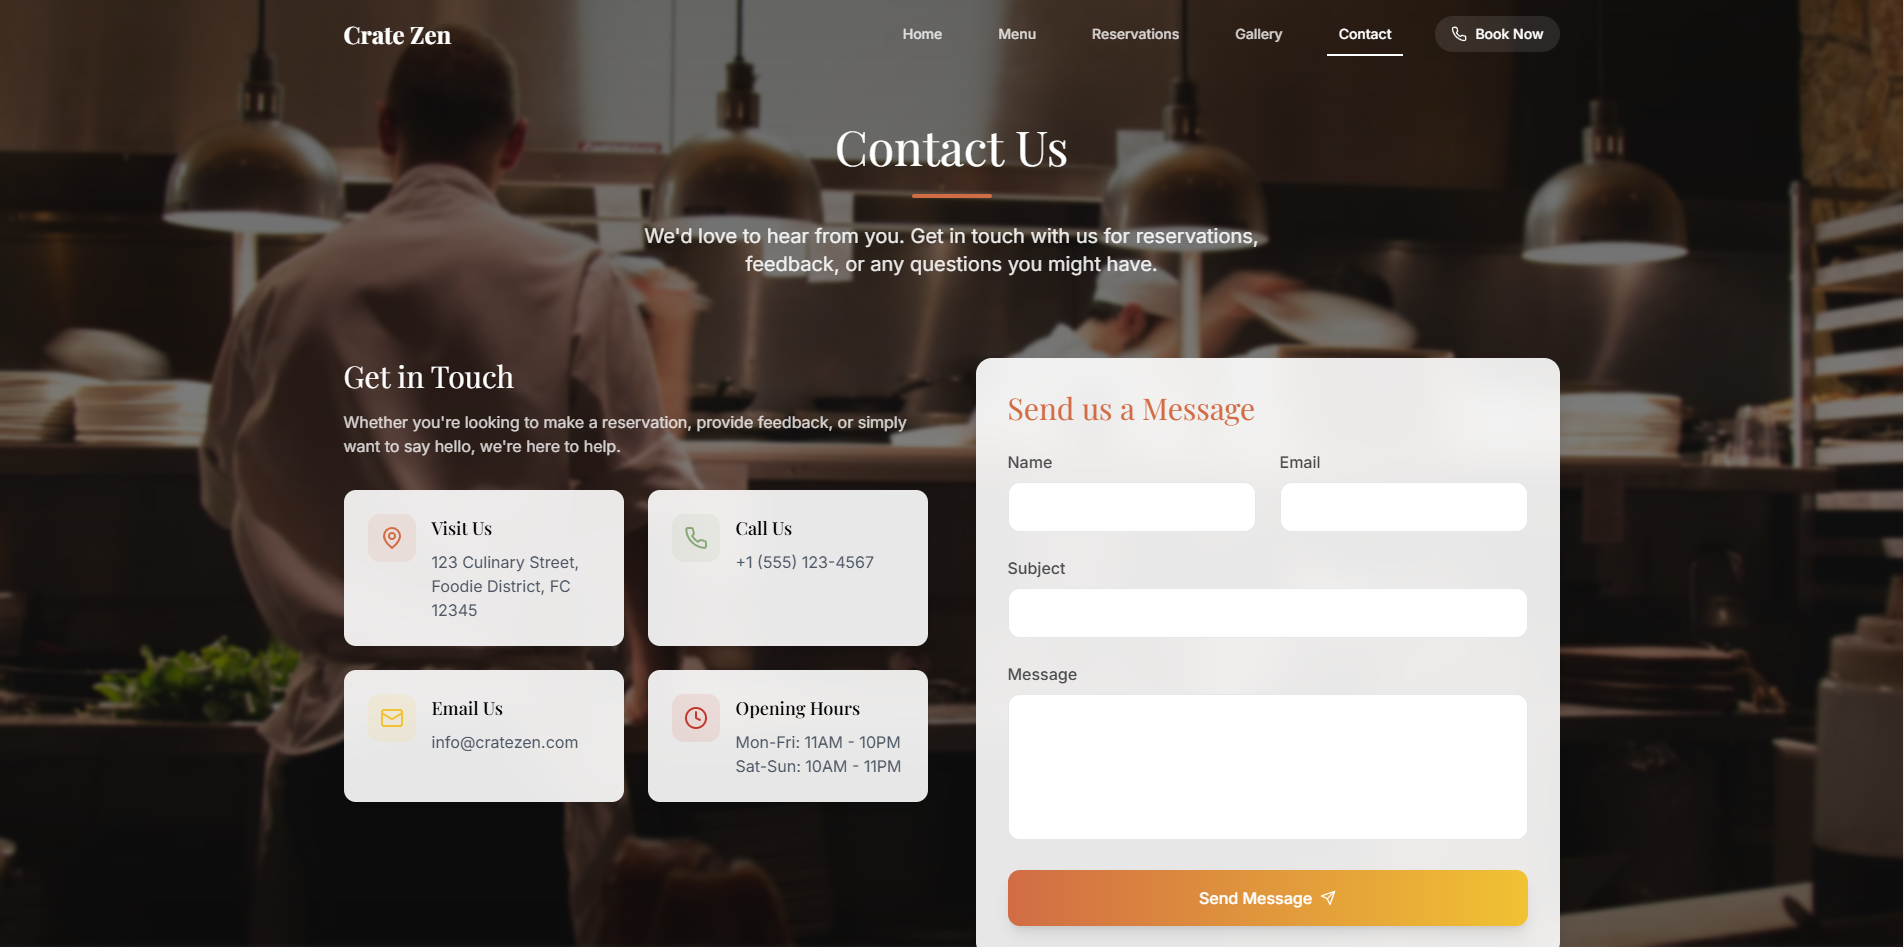 Crate Zen
Home
Menu
Reservations
Gallery
Contact
Book Now
Contact Us
We'd love to hear from you. Get in touch with us for reservations,
feedback, or any questions you might have.
Get in Touch
Whether you're looking to make a reservation, provide feedback, or simply
want to say hello, we're here to help.
Visit Us
123 Culinary Street,
Foodie District, FC
12345
Call Us
+1 (555) 123-4567
Email Us
info@cratezen.com
Opening Hours
Mon-Fri: 11AM - 10PM
Sat-Sun: 10AM - 11PM
Send us a Message
Name
Email
Subject
Message
Send Message